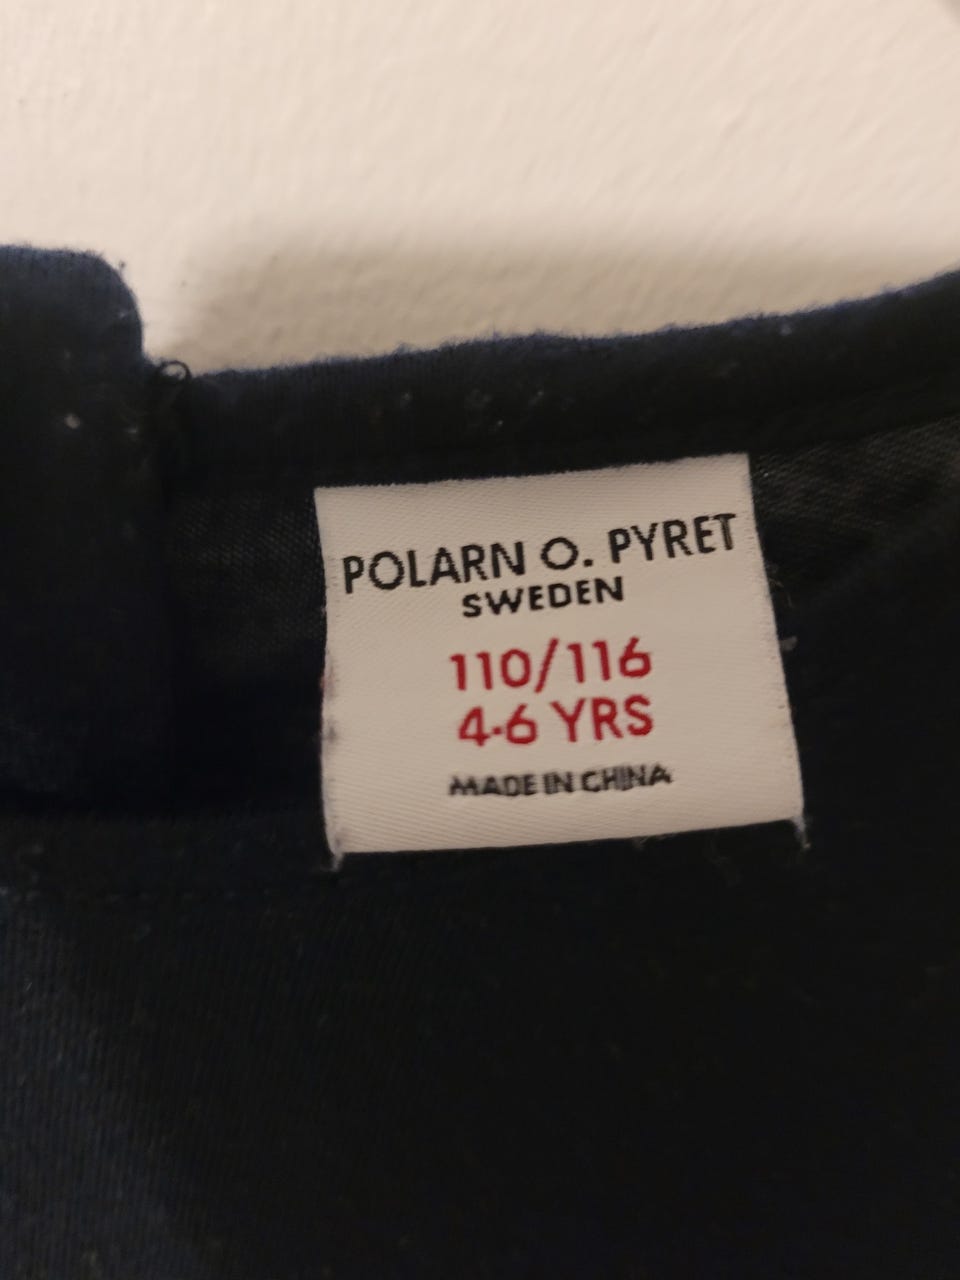 POLARN O. PYRET
SWEDEN
110/116
4-6 YRS
MADE IN CHINA